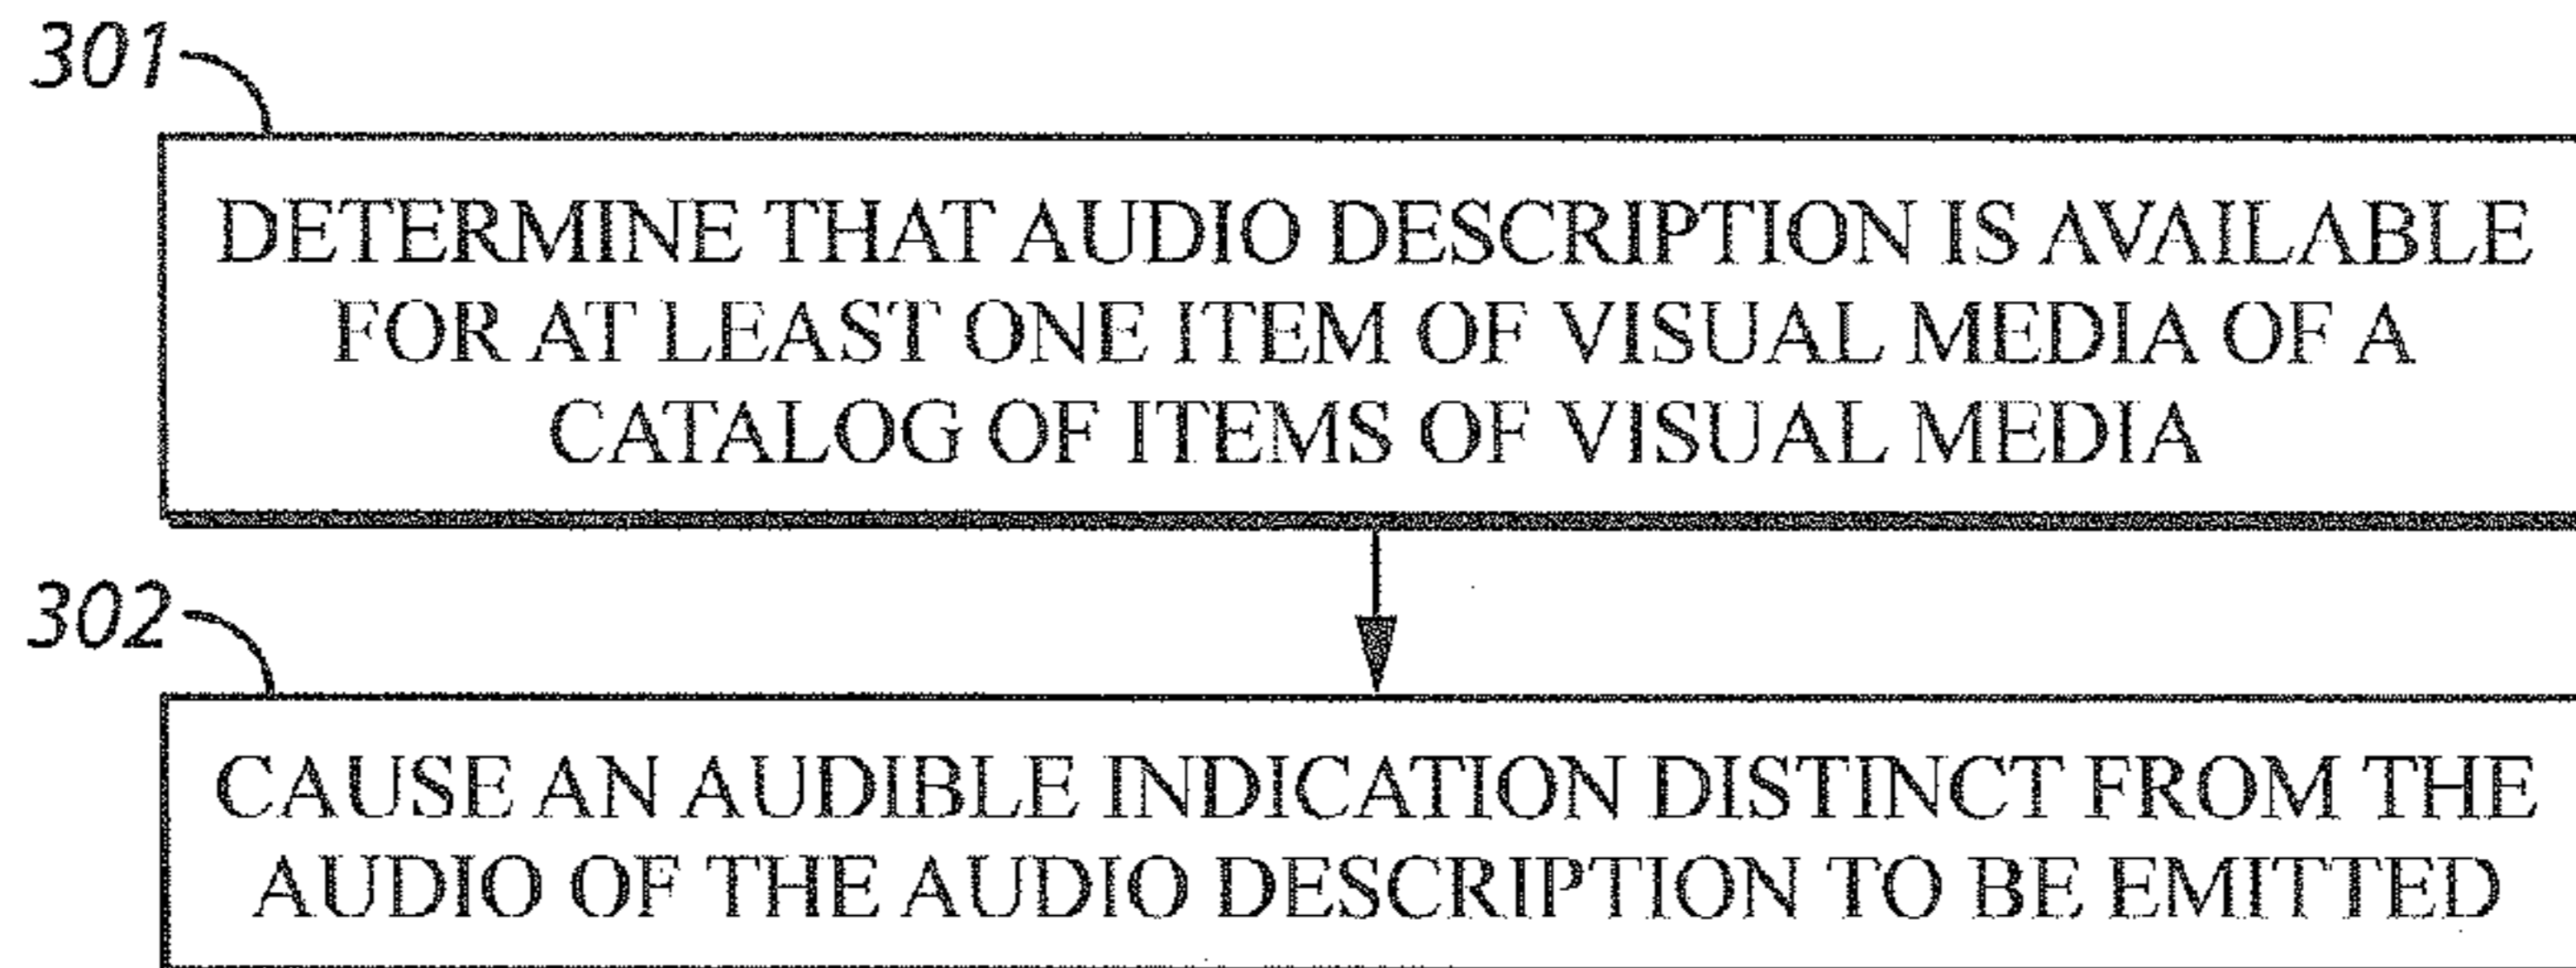 301
DETERMINE THAT AUDIO DESCRIPTION IS AVAILABLE
FOR AT LEAST ONE ITEM OF VISUAL MEDIA OF A
CATALOG OF ITEMS OF VISUAL MEDIA
302
CAUSE AN AUDIBLE INDICATION DISTINCT FROM THE
AUDIO OF THE AUDIO DESCRIPTION TO BE EMITTED